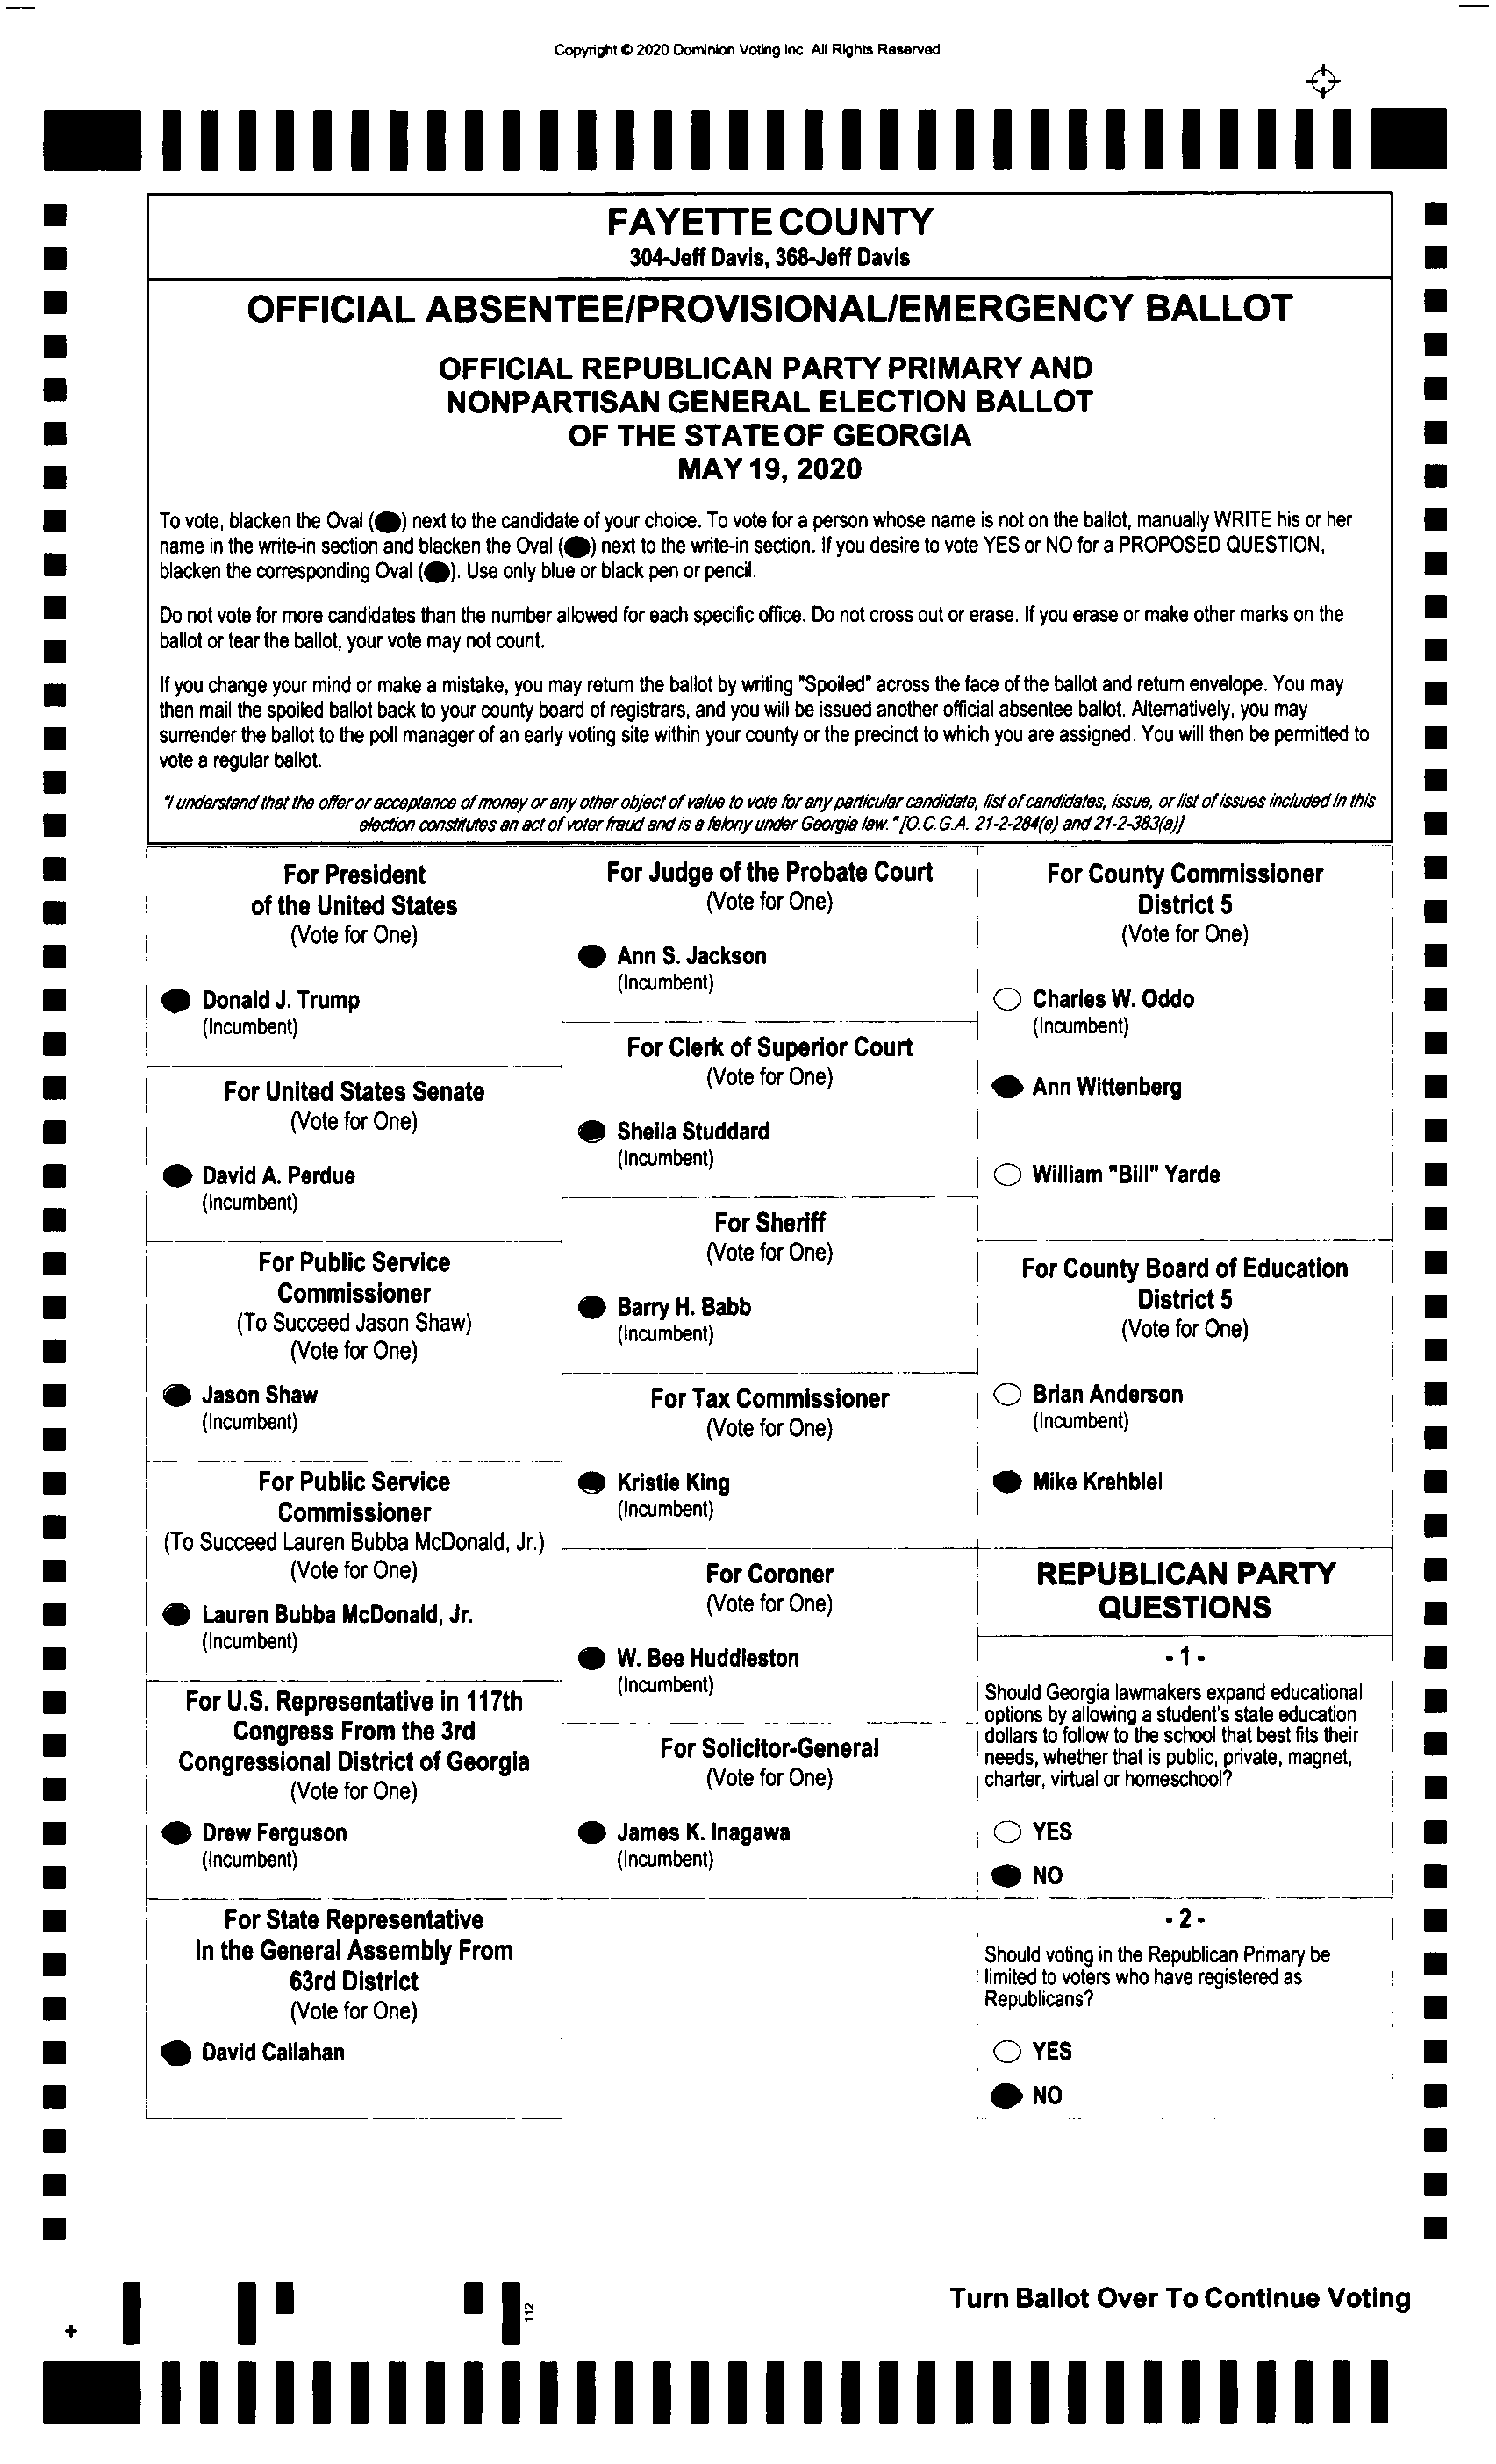 Copyright © 2020 Dominion Voting Inc. All Rights Reserved
FAYETTE COUNTY
304-Jeff Davis, 368-Jeff Davis
OFFICIAL ABSENTEE/PROVISIONAL/EMERGENCY BALLOT
OFFICIAL REPUBLICAN PARTY PRIMARY AND
NONPARTISAN GENERAL ELECTION BALLOT
OF THE STATE OF GEORGIA
MAY 19, 2020
To vote, blacken the Oval (●) next to the candidate of your choice. To vote for a person whose name is not on the ballot, manually WRITE his or her
name in the write-in section and blacken the Oval (●) next to the write-in section. If you desire to vote YES or NO for a PROPOSED QUESTION,
blacken the corresponding Oval (●). Use only blue or black pen or pencil.
Do not vote for more candidates than the number allowed for each specific office. Do not cross out or erase. If you erase or make other marks on the
ballot or tear the ballot, your vote may not count.
If you change your mind or make a mistake, you may return the ballot by writing "Spoiled" across the face of the ballot and return envelope. You may
then mail the spoiled ballot back to your county board of registrars, and you will be issued another official absentee ballot. Alternatively, you may
surrender the ballot to the poll manager of an early voting site within your county or the precinct to which you are assigned. You will then be permitted to
vote a regular ballot.
"I understand that the offer or acceptance of money or any other object of value to vote for any particular candidate, list of candidates, issue, or list of issues included in this
election constitutes an act of voter fraud and is a felony under Georgia law." [O.C.G.A. 21-2-284(e) and 21-2-383(a)]
For President
of the United States
(Vote for One)
Donald J. Trump
(Incumbent)
For United States Senate
(Vote for One)
David A. Perdue
(Incumbent)
For Public Service
Commissioner
(To Succeed Jason Shaw)
(Vote for One)
Jason Shaw
(Incumbent)
For Public Service
Commissioner
(To Succeed Lauren Bubba McDonald, Jr.)
(Vote for One)
Lauren Bubba McDonald, Jr.
(Incumbent)
For U.S. Representative in 117th
Congress From the 3rd
Congressional District of Georgia
(Vote for One)
Drew Ferguson
(Incumbent)
For State Representative
In the General Assembly From
63rd District
(Vote for One)
David Callahan
For Judge of the Probate Court
(Vote for One)
Ann S. Jackson
(Incumbent)
For Clerk of Superior Court
(Vote for One)
Sheila Studdard
(Incumbent)
For Sheriff
(Vote for One)
Barry H. Babb
(Incumbent)
For Tax Commissioner
(Vote for One)
Kristie King
(Incumbent)
For Coroner
(Vote for One)
W. Bee Huddleston
(Incumbent)
For Solicitor-General
(Vote for One)
James K. Inagawa
(Incumbent)
For County Commissioner
District 5
(Vote for One)
Charles W. Oddo
(Incumbent)
Ann Wittenberg
William "Bill" Yarde
For County Board of Education
District 5
(Vote for One)
Brian Anderson
(Incumbent)
Mike Krehbiel
REPUBLICAN PARTY
QUESTIONS
- 1 -
Should Georgia lawmakers expand educational
options by allowing a student's state education
dollars to follow to the school that best fits their
needs, whether that is public, private, magnet,
charter, virtual or homeschool?
YES
NO
- 2 -
Should voting in the Republican Primary be
limited to voters who have registered as
Republicans?
YES
NO
Turn Ballot Over To Continue Voting
112
+